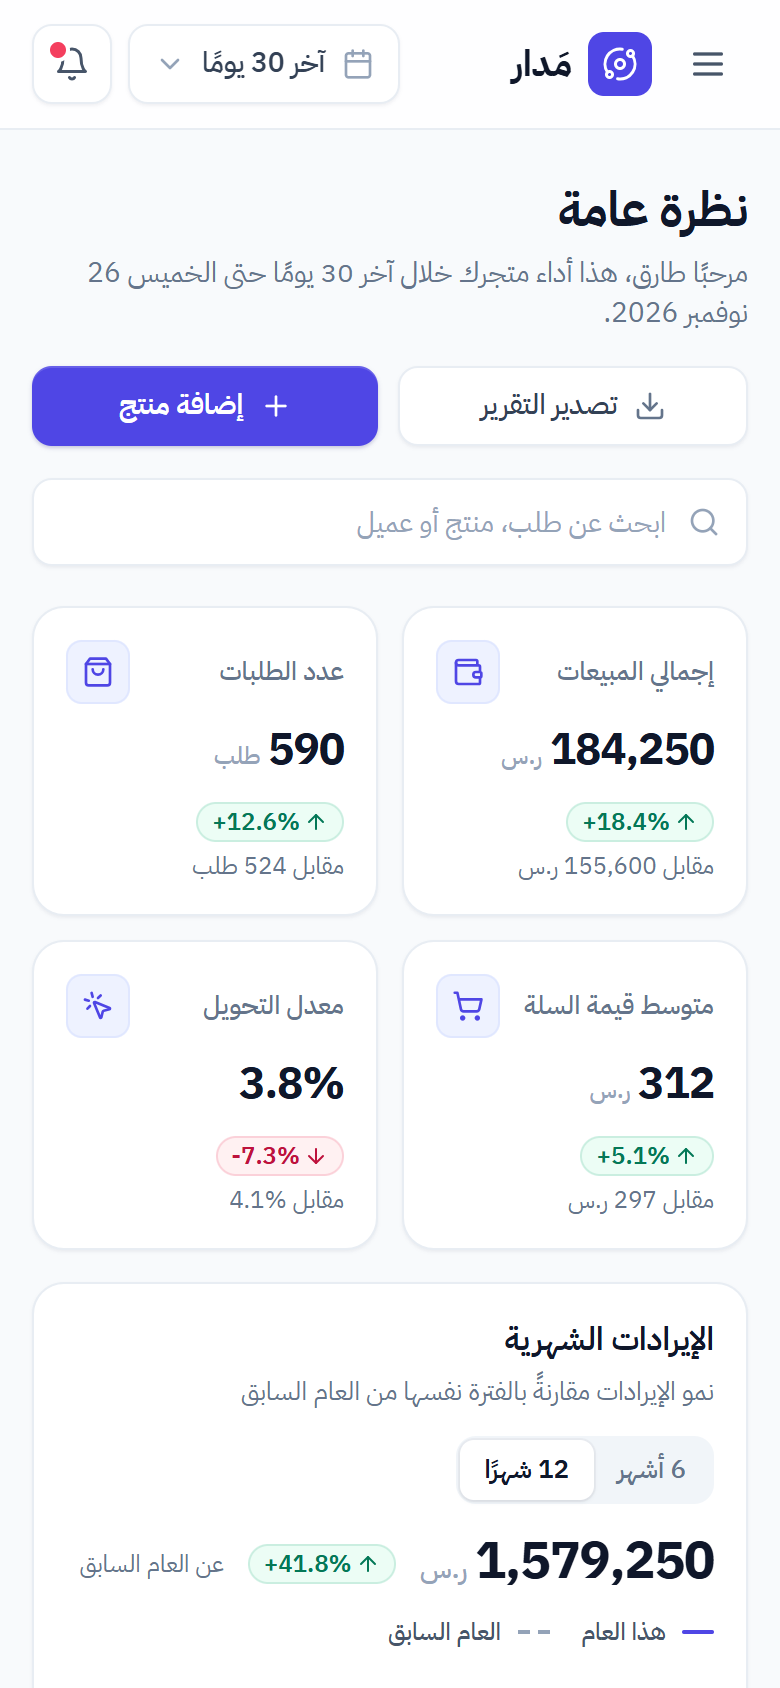 مَدار
آخر 30 يومًا
نظرة عامة
مرحبًا طارق، هذا أداء متجرك خلال آخر 30 يومًا حتى الخميس 26
نوفمبر 2026.
تصدير التقرير
إضافة منتج
ابحث عن طلب، منتج أو عميل
إجمالي المبيعات
184,250 ر.س
+18.4%
مقابل 155,600 ر.س
عدد الطلبات
590 طلب
+12.6%
مقابل 524 طلب
متوسط قيمة السلة
312 ر.س
+5.1%
مقابل 297 ر.س
معدل التحويل
3.8%
-7.3%
مقابل 4.1%
الإيرادات الشهرية
نمو الإيرادات مقارنةً بالفترة نفسها من العام السابق
6 أشهر
12 شهرًا
1,579,250 ر.س
+41.8%
عن العام السابق
هذا العام
العام السابق